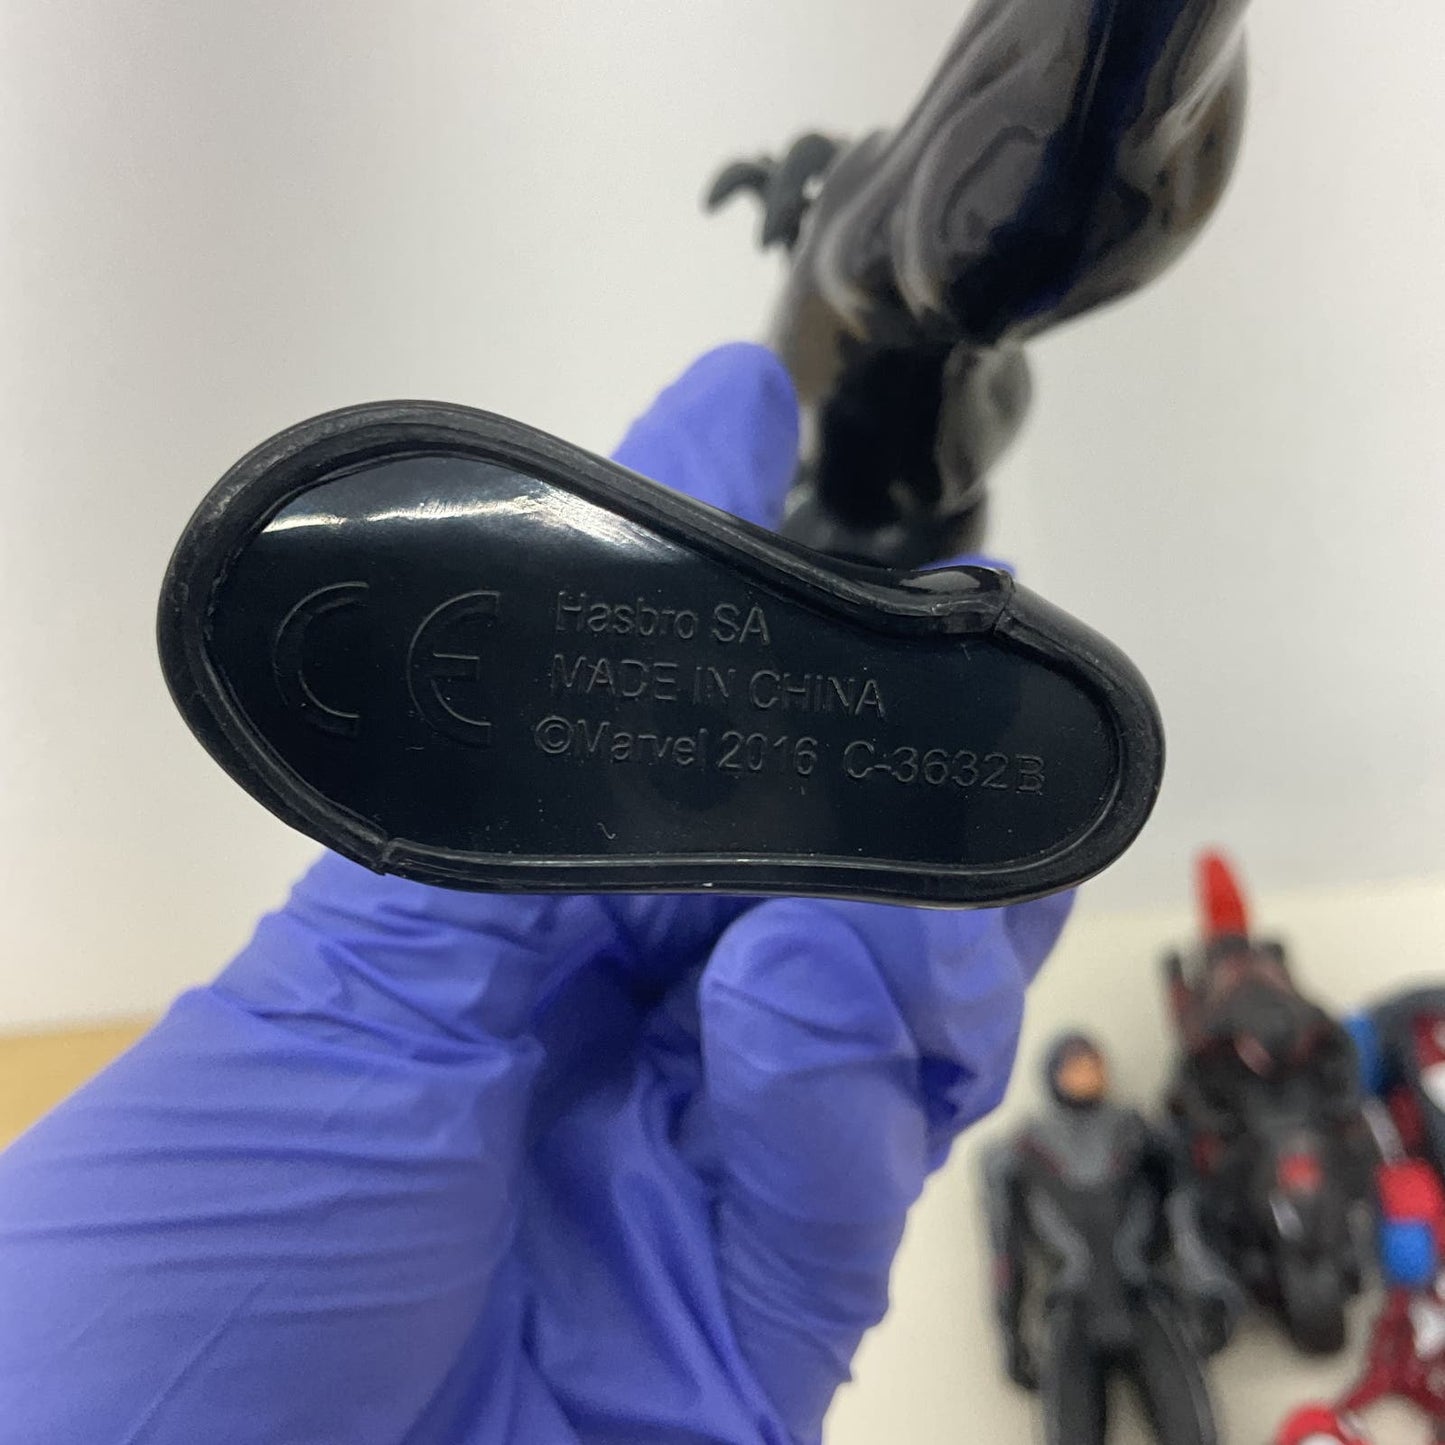 CE
Hasbro SA
MADE IN CHINA
©Marvel 2016 C-3632B